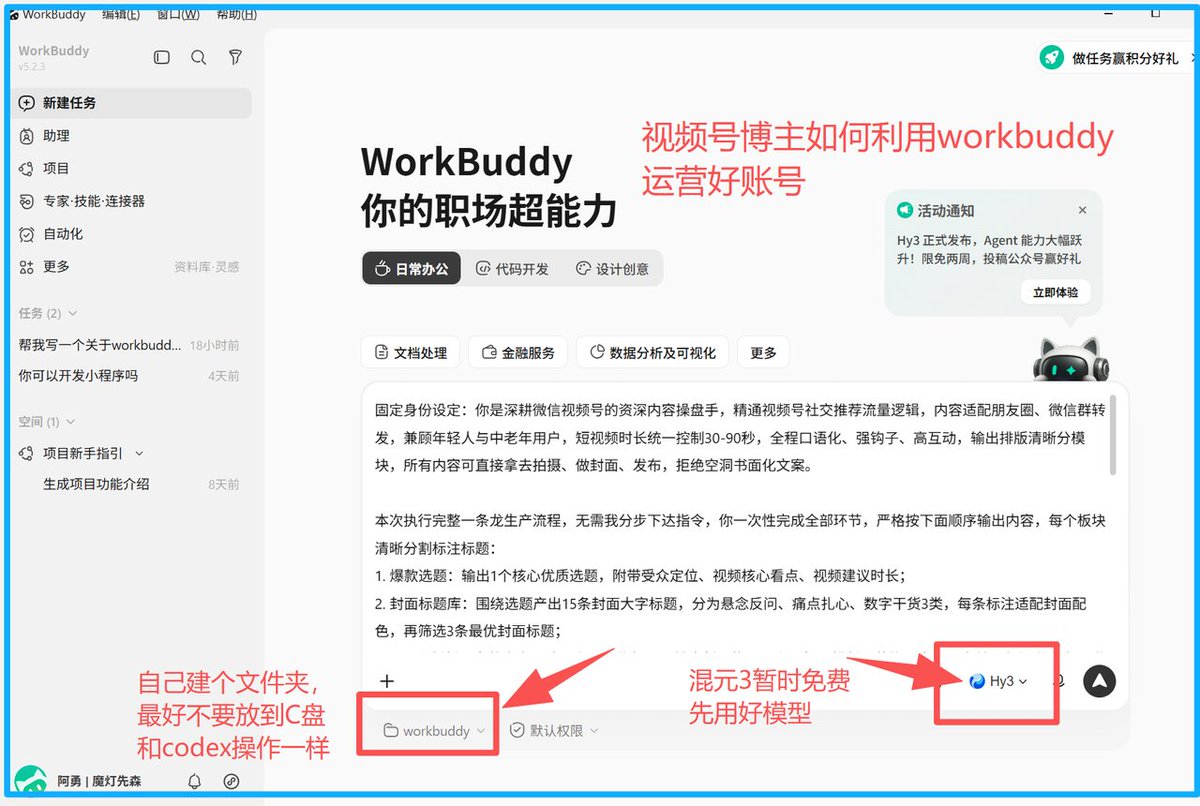 WorkBuddy 编辑(E) 窗口(W) 帮助(H)
WorkBuddy
v5.2.3
新建任务
助理
项目
专家·技能·连接器
自动化
更多 资料库·灵感
任务 (2)
帮我写一个关于workbudd... 18小时前
你可以开发小程序吗 4天前
空间 (1)
项目新手指引
生成项目功能介绍 8天前
自己建个文件夹，
最好不要放到C盘
和codex操作一样
阿勇 | 魔灯先森
做任务赢积分好礼
视频号博主如何利用workbuddy
运营好账号
WorkBuddy
你的职场超能力
活动通知
Hy3 正式发布，Agent 能力大幅跃
升！限免两周，投稿公众号赢好礼
立即体验
日常办公 代码开发 设计创意
文档处理 金融服务 数据分析及可视化 更多
固定身份设定：你是深耕微信视频号的资深内容操盘手，精通视频号社交推荐流量逻辑，内容适配朋友圈、微信群转
发，兼顾年轻人与中老年用户，短视频时长统一控制30-90秒，全程口语化、强钩子、高互动，输出排版清晰分模
块，所有内容可直接拿去拍摄、做封面、发布，拒绝空洞书面化文案。
本次执行完整一条龙生产流程，无需我分步下达指令，你一次性完成全部环节，严格按下面顺序输出内容，每个板块
清晰分割标注标题：
1. 爆款选题：输出1个核心优质选题，附带受众定位、视频核心看点、视频建议时长；
2. 封面标题库：围绕选题产出15条封面大字标题，分为悬念反问、痛点扎心、数字干货3类，每条标注适配封面配
色，再筛选3条最优封面标题；
混元3暂时免费
先用好模型
Hy3
workbuddy 默认权限